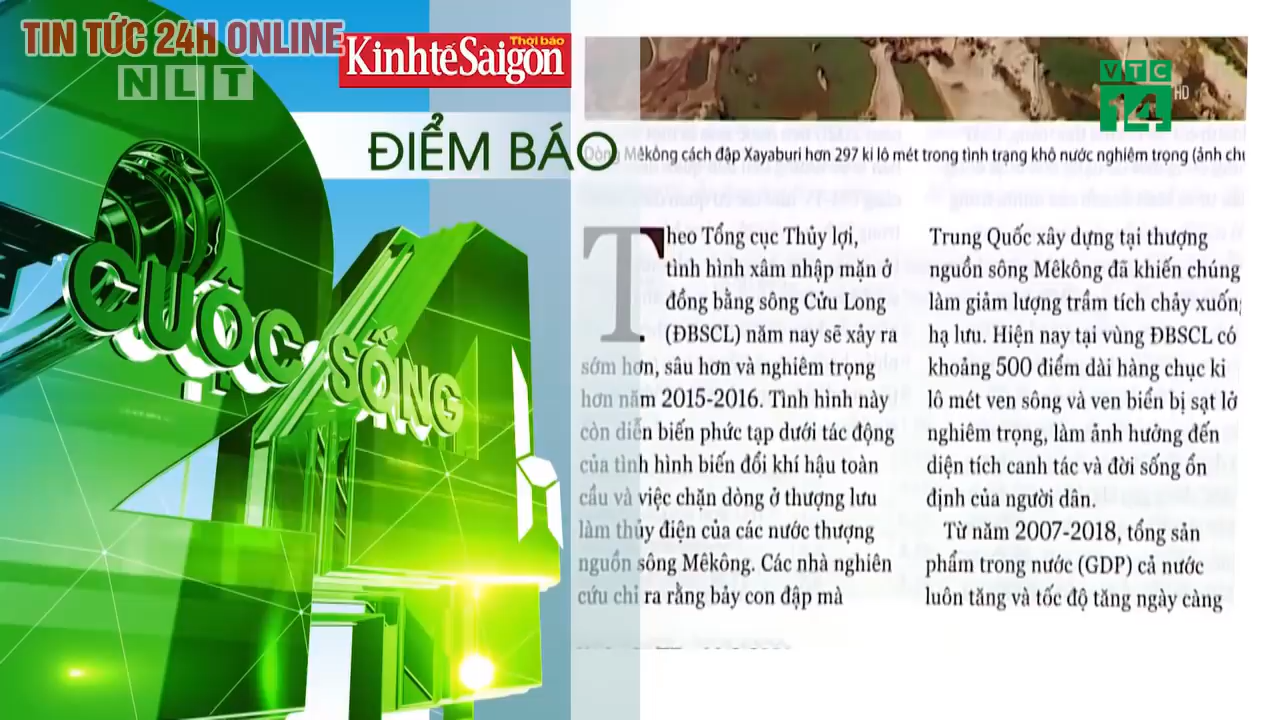 TIN TỨC 24H ONLINE
NLT
Thời báo
Kinh tế Sài gòn
VTC
14
HD
ĐIỂM BÁO
CUỘC SỐNG
24h
Dòng Mêkông cách đập Xayaburi hơn 297 ki lô mét trong tình trạng khô nước nghiêm trọng (ảnh
Theo Tổng cục Thủy lợi,
tình hình xâm nhập mặn ở
đồng bằng sông Cửu Long
(ĐBSCL) năm nay sẽ xảy ra
sớm hơn, sâu hơn và nghiêm trọng
hơn năm 2015-2016. Tình hình này
còn diễn biến phức tạp dưới tác động
của tình hình biến đổi khí hậu toàn
cầu và việc chặn dòng ở thượng lưu
làm thủy điện của các nước thượng
nguồn sông Mêkông. Các nhà nghiên
cứu chỉ ra rằng bảy con đập mà
Trung Quốc xây dựng tại thượng
nguồn sông Mêkông đã khiến chúng
làm giảm lượng trầm tích chảy xuống
hạ lưu. Hiện nay tại vùng ĐBSCL có
khoảng 500 điểm dài hàng chục ki
lô mét ven sông và ven biển bị sạt lở
nghiêm trọng, làm ảnh hưởng đến
diện tích canh tác và đời sống ổn
định của người dân.
Từ năm 2007-2018, tổng sản
phẩm trong nước (GDP) cả nước
luôn tăng và tốc độ tăng ngày càng